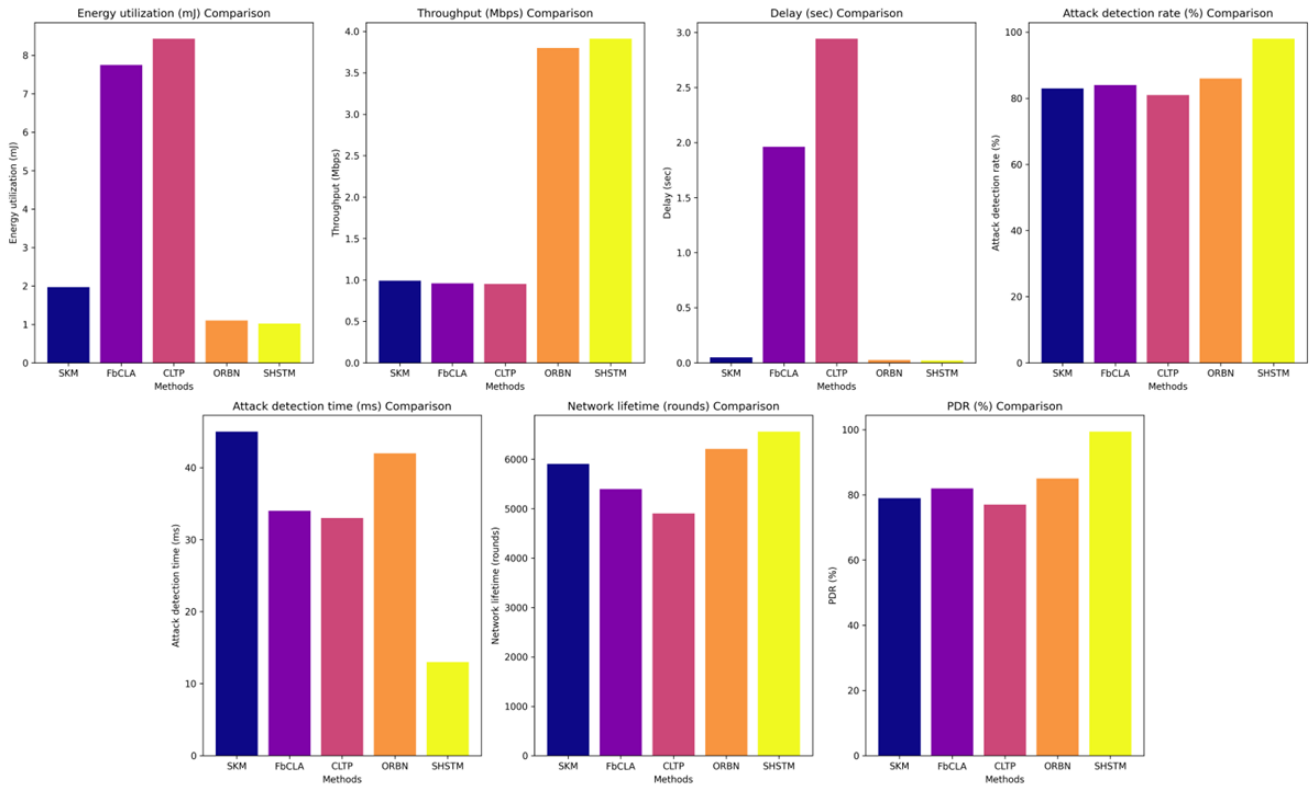 Energy utilization (mJ) Comparison
Energy utilization (mJ)
8
7
6
5
4
3
2
1
0
SKM FbCLA CLTP ORBN SHSTM
Methods
Throughput (Mbps) Comparison
Throughput (Mbps)
4.0
3.5
3.0
2.5
2.0
1.5
1.0
0.5
0.0
SKM FbCLA CLTP ORBN SHSTM
Methods
Delay (sec) Comparison
Delay (sec)
3.0
2.5
2.0
1.5
1.0
0.5
0.0
SKM FbCLA CLTP ORBN SHSTM
Methods
Attack detection rate (%) Comparison
Attack detection rate (%)
100
80
60
40
20
0
SKM FbCLA CLTP ORBN SHSTM
Methods
Attack detection time (ms) Comparison
Attack detection time (ms)
40
30
20
10
0
SKM FbCLA CLTP ORBN SHSTM
Methods
Network lifetime (rounds) Comparison
Network lifetime (rounds)
6000
5000
4000
3000
2000
1000
0
SKM FbCLA CLTP ORBN SHSTM
Methods
PDR (%) Comparison
PDR (%)
100
80
60
40
20
0
SKM FbCLA CLTP ORBN SHSTM
Methods